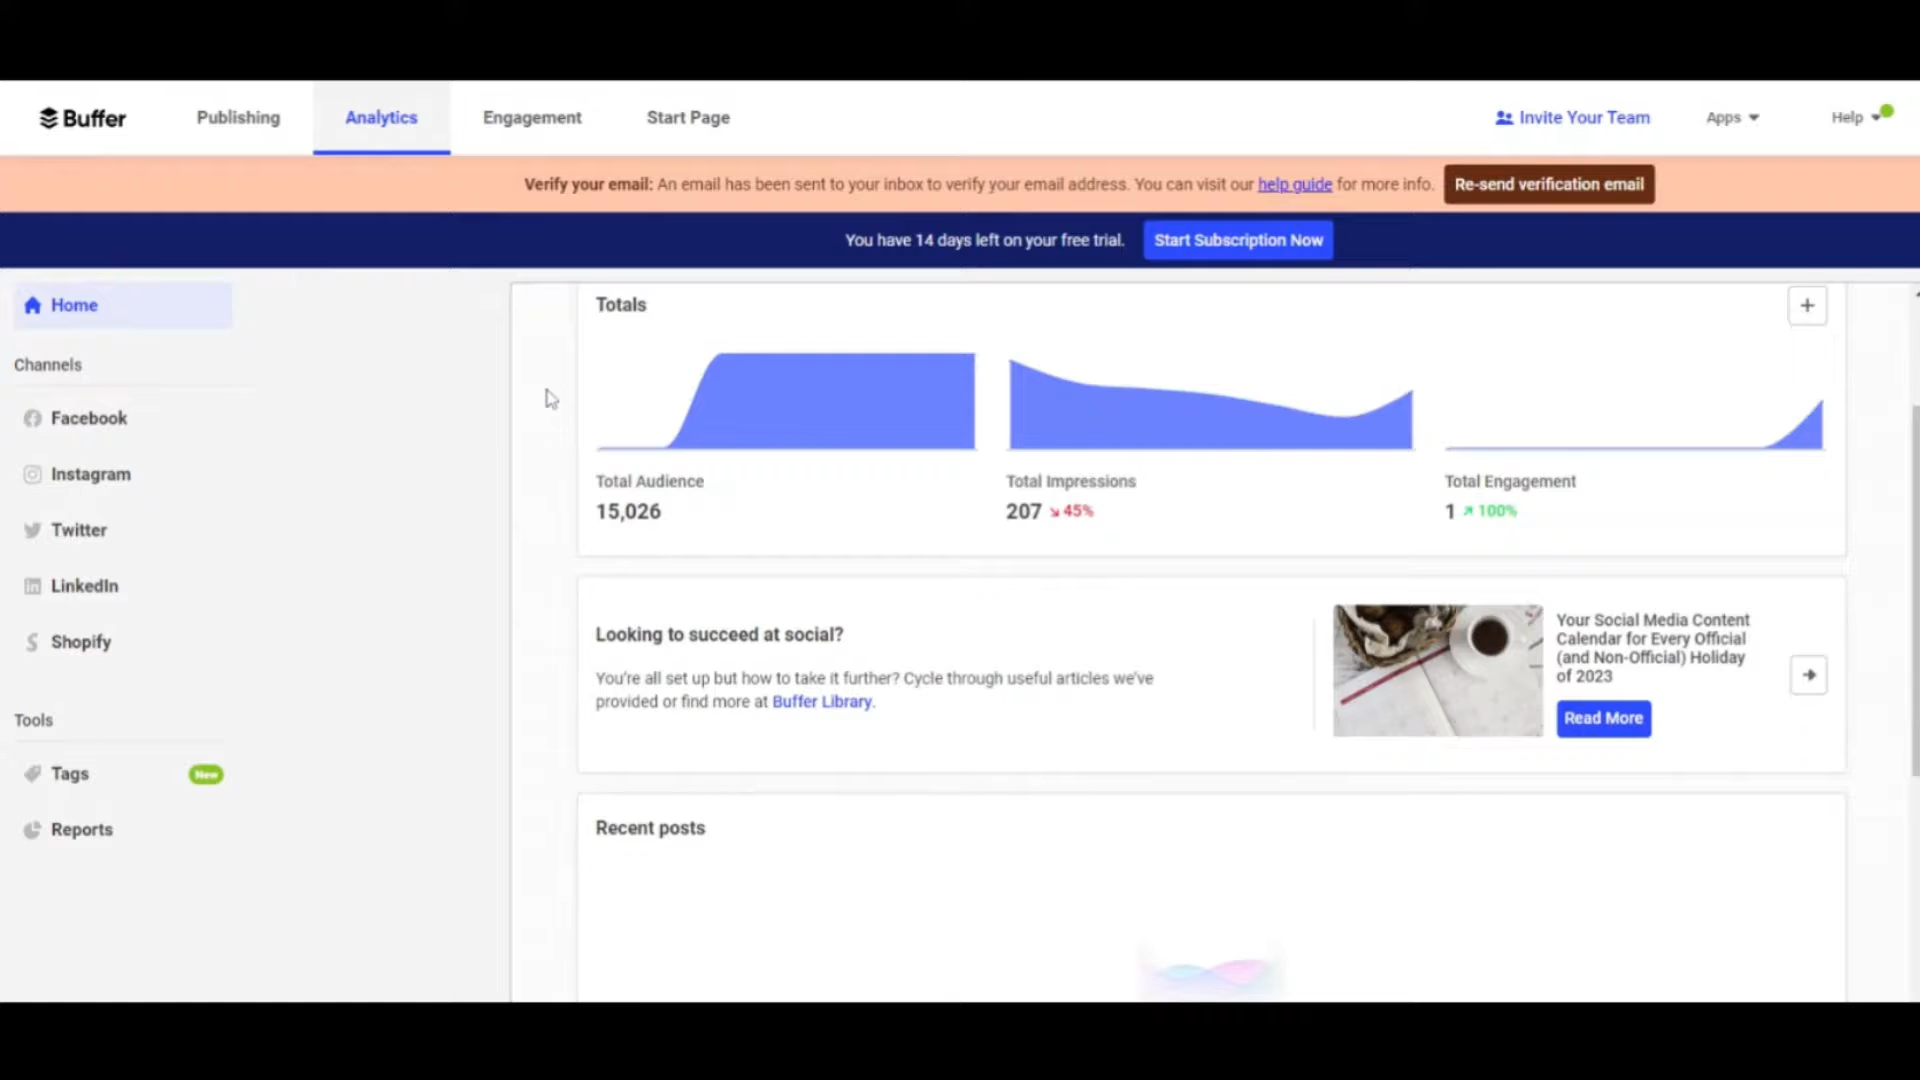 Buffer
Publishing
Analytics
Engagement
Start Page
Invite Your Team
Apps
Help
Verify your email: An email has been sent to your inbox to verify your email address. You can visit our help guide for more info.
Re-send verification email
You have 14 days left on your free trial.
Start Subscription Now
Home
Channels
Facebook
Instagram
Twitter
LinkedIn
Shopify
Tools
Tags
New
Reports
Totals
+
Total Audience
15,026
Total Impressions
207 ↘ 45%
Total Engagement
1 ↗ 100%
Looking to succeed at social?
You're all set up but how to take it further? Cycle through useful articles we've
provided or find more at Buffer Library.
Your Social Media Content
Calendar for Every Official
(and Non-Official) Holiday
of 2023
Read More
Recent posts